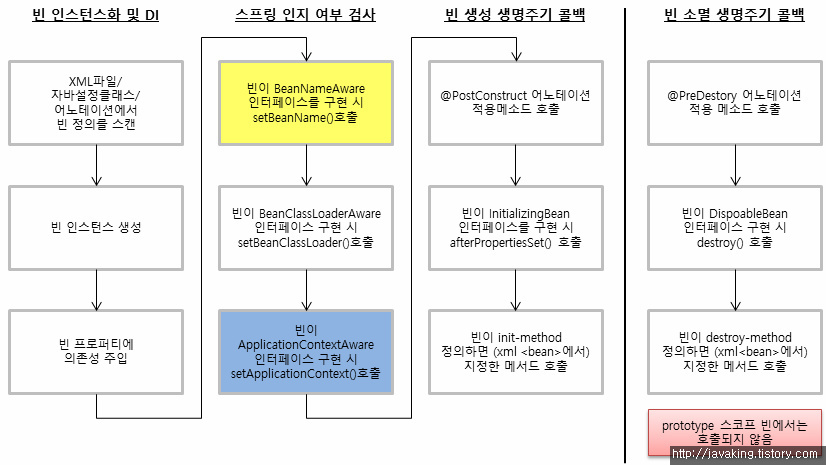 빈 인스턴스화 및 DI
XML파일/
자바설정클래스/
어노테이션에서
빈 정의를 스캔
빈 인스턴스 생성
빈 프로퍼티에
의존성 주입
스프링 인지 여부 검사
빈이 BeanNameAware
인터페이스를 구현 시
setBeanName()호출
빈이 BeanClassLoaderAware
인터페이스 구현 시
setBeanClassLoader()호출
빈이
ApplicationContextAware
인터페이스 구현 시
setApplicationContext()호출
빈 생성 생명주기 콜백
@PostConstruct 어노테이션
적용메소드 호출
빈이 InitializingBean
인터페이스를 구현 시
afterPropertiesSet() 호출
빈이 init-method
정의하면 (xml <bean>에서)
지정한 메서드 호출
빈 소멸 생명주기 콜백
@PreDestory 어노테이션
적용 메소드 호출
빈이 DispoableBean
인터페이스 구현 시
destroy() 호출
빈이 destroy-method
정의하면 (xml<bean>에서)
지정한 메서드 호출
prototype 스코프 빈에서는
호출되지 않음
http://javaking.tistory.com